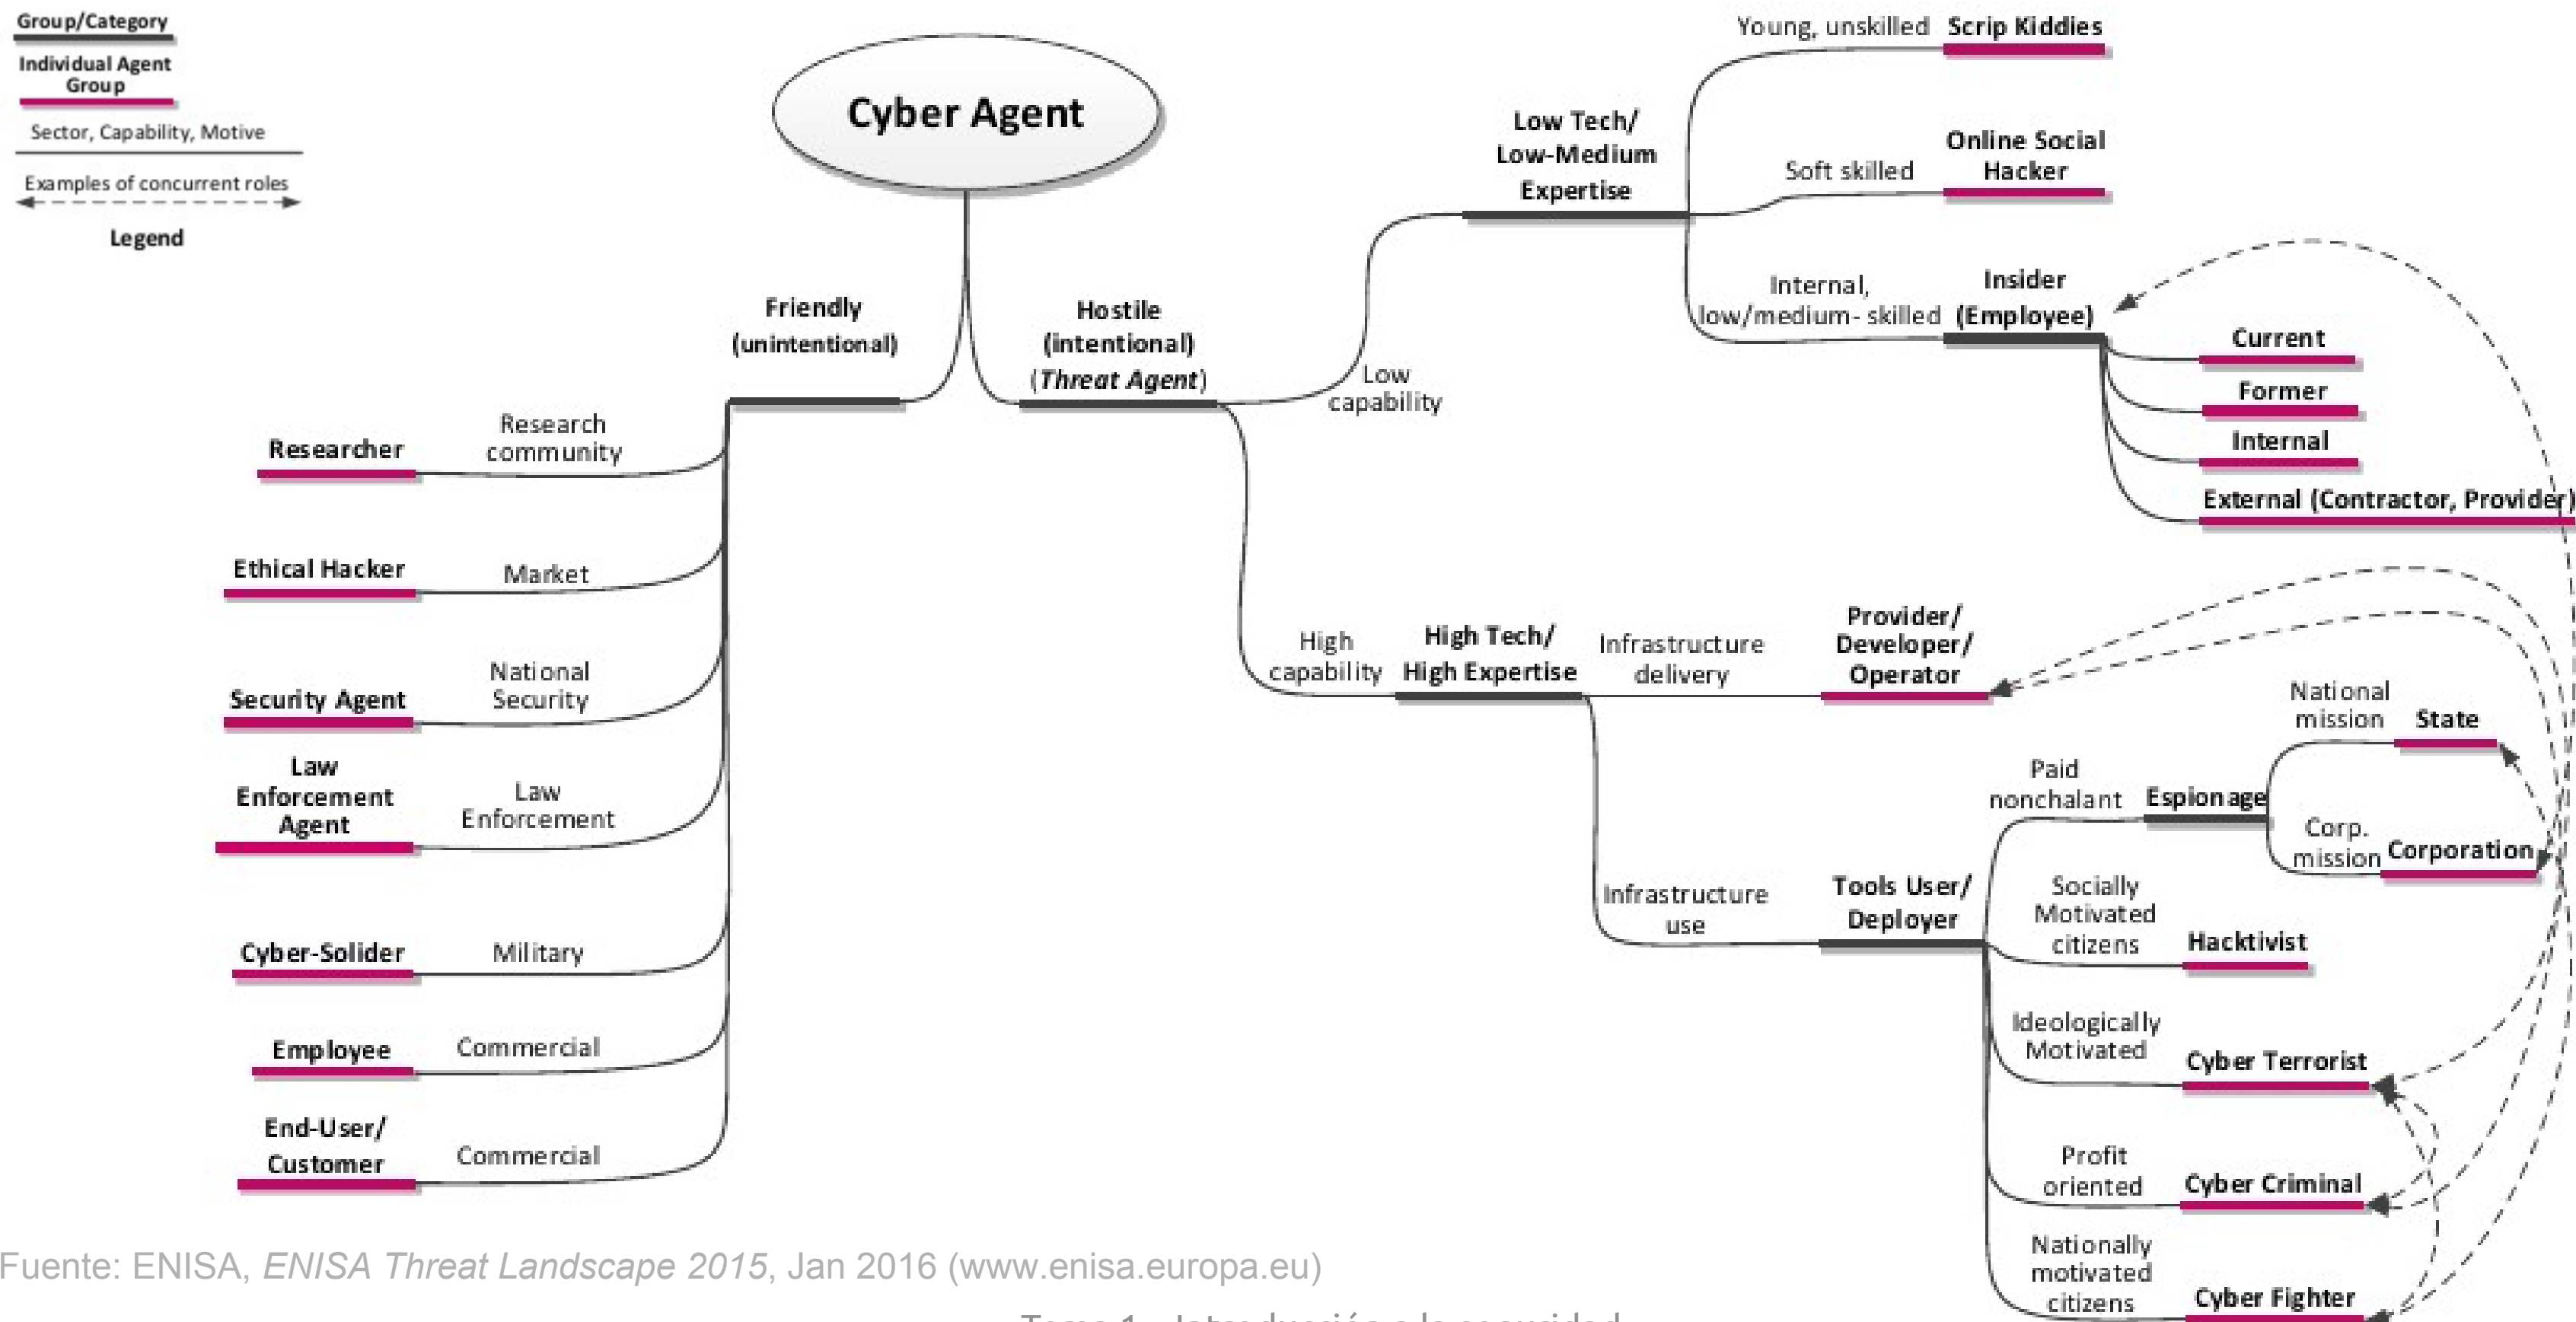 Group/Category
Individual Agent
Group
Sector, Capability, Motive
Examples of concurrent roles
Legend
Cyber Agent
Friendly
(unintentional)
Hostile
(intentional)
(Threat Agent)
Research
community
Researcher
Market
Ethical Hacker
National
Security
Security Agent
Law
Enforcement
Law
Enforcement
Agent
Military
Cyber-Solider
Commercial
Employee
Commercial
End-User/
Customer
Low
capability
Low Tech/
Low-Medium
Expertise
Young, unskilled
Scrip Kiddies
Soft skilled
Online Social
Hacker
Internal,
low/medium- skilled
Insider
(Employee)
Current
Former
Internal
External (Contractor, Provider)
High
capability
High Tech/
High Expertise
Infrastructure
delivery
Provider/
Developer/
Operator
Infrastructure
use
Tools User/
Deployer
Paid
nonchalant
Espionage
National
mission
State
Corp.
mission
Corporation
Socially
Motivated
citizens
Hacktivist
Ideologically
Motivated
Cyber Terrorist
Profit
oriented
Cyber Criminal
Nationally
motivated
citizens
Cyber Fighter
Fuente: ENISA, ENISA Threat Landscape 2015, Jan 2016 (www.enisa.europa.eu)